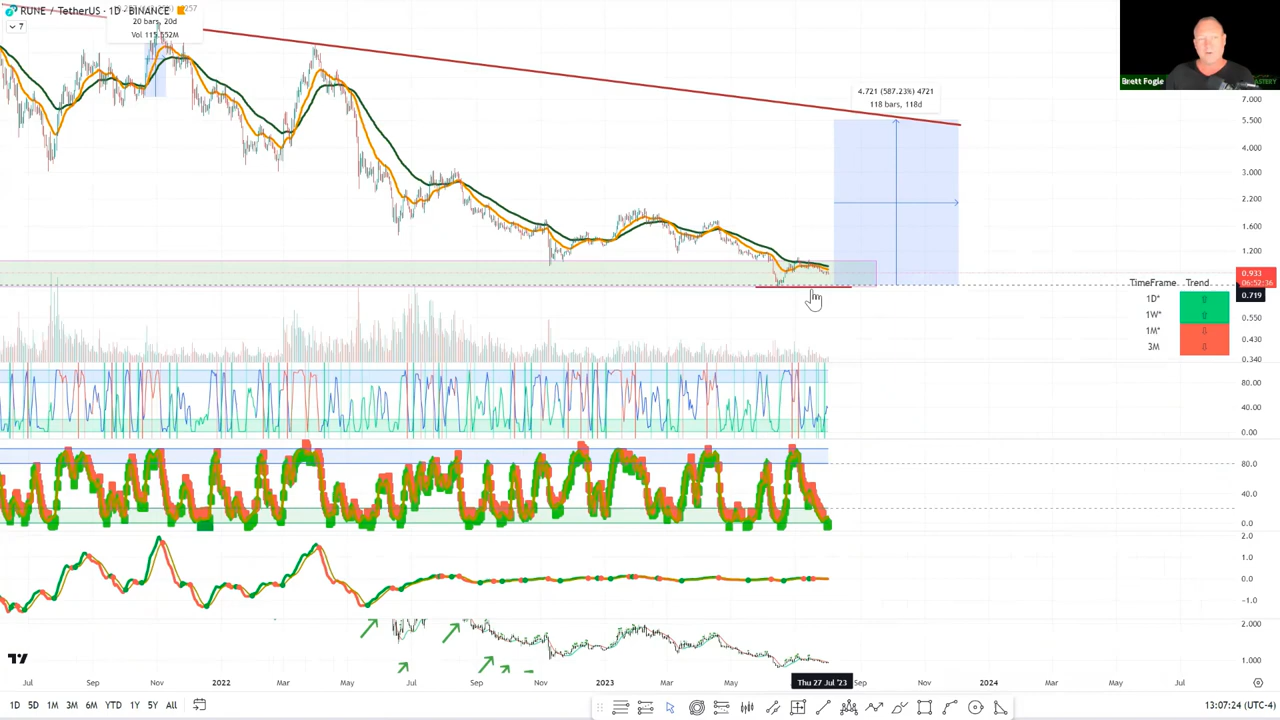 RUNE / TetherUS · 1D · BINANCE
7
20 bars, 20d
Vol 115.552M
4.721 (587.23%) 4721
118 bars, 118d
Brett Fogle
7.000
5.500
4.000
3.000
2.200
1.600
1.200
0.933
06:52:36
0.719
0.550
0.430
0.340
TimeFrame Trend
1D*
1W*
1M*
3M
80.00
40.00
0.00
80.0
40.0
0.0
2.0
1.0
0.0
−1.0
2.000
1.000
Jul Sep Nov 2022 Mar May Jul Sep Nov 2023 Mar May Thu 27 Jul '23 Sep Nov 2024 Mar May Jul
1D 5D 1M 3M 6M YTD 1Y 5Y All
13:07:24 (UTC-4)